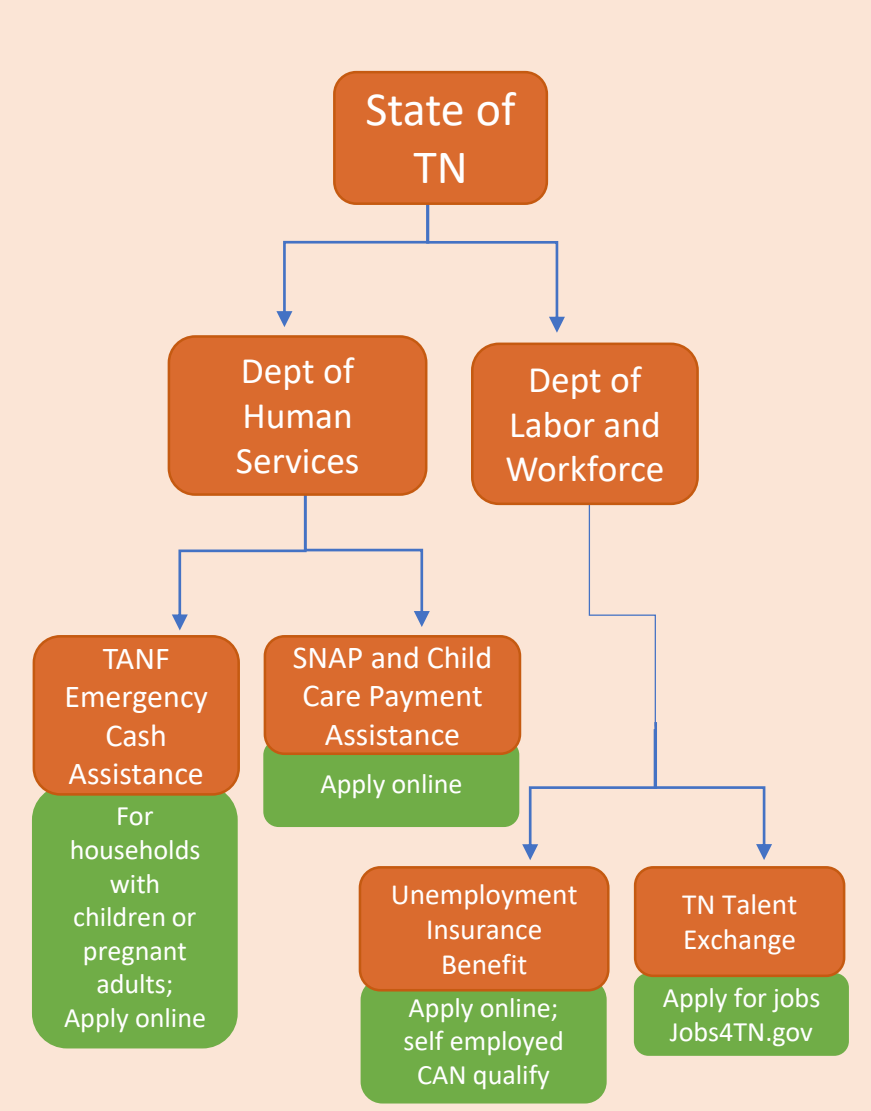 State of
TN
Dept of
Human
Services
Dept of
Labor and
Workforce
TANF
Emergency
Cash
Assistance
For
households
with
children or
pregnant
adults;
Apply online
SNAP and Child
Care Payment
Assistance
Apply online
Unemployment
Insurance
Benefit
Apply online;
self employed
CAN qualify
TN Talent
Exchange
Apply for jobs
Jobs4TN.gov